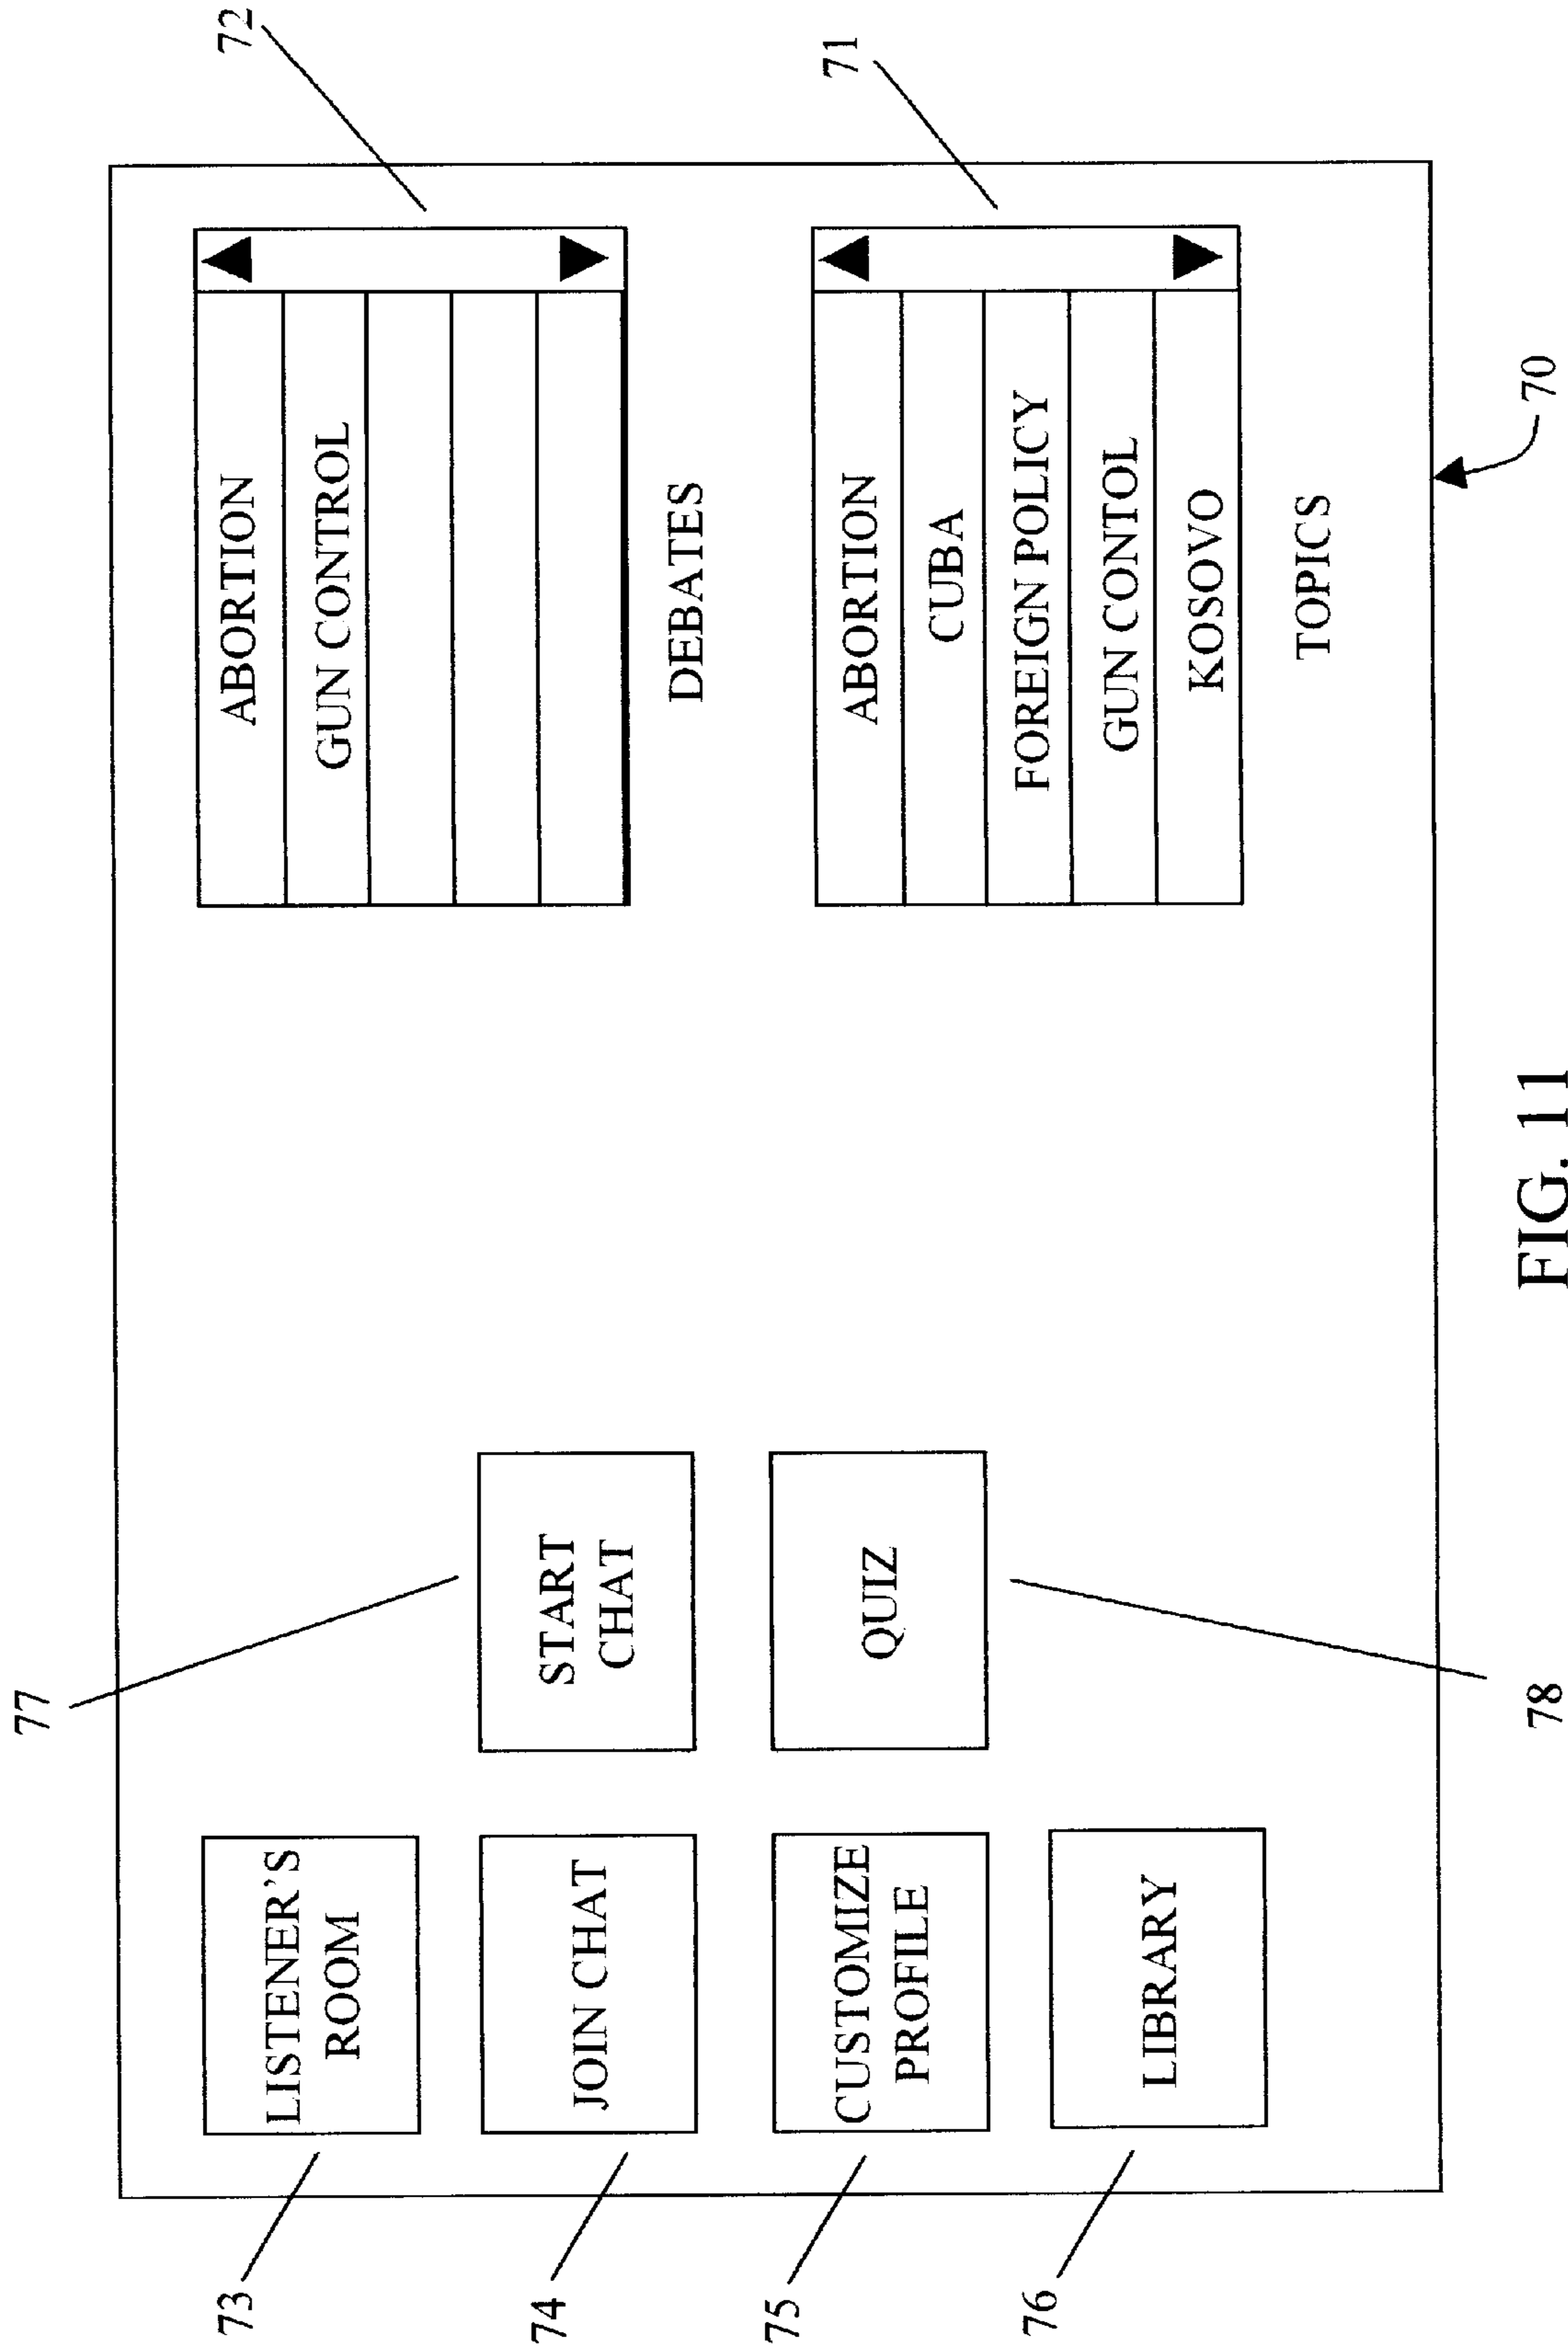 77
72
73
LISTENER'S
ROOM
74
JOIN CHAT
START
CHAT
75
CUSTOMIZE
PROFILE
78
QUIZ
76
LIBRARY
ABORTION
GUN CONTROL
DEBATES
71
ABORTION
CUBA
FOREIGN POLICY
GUN CONTOL
KOSOVO
TOPICS
70
FIG. 11